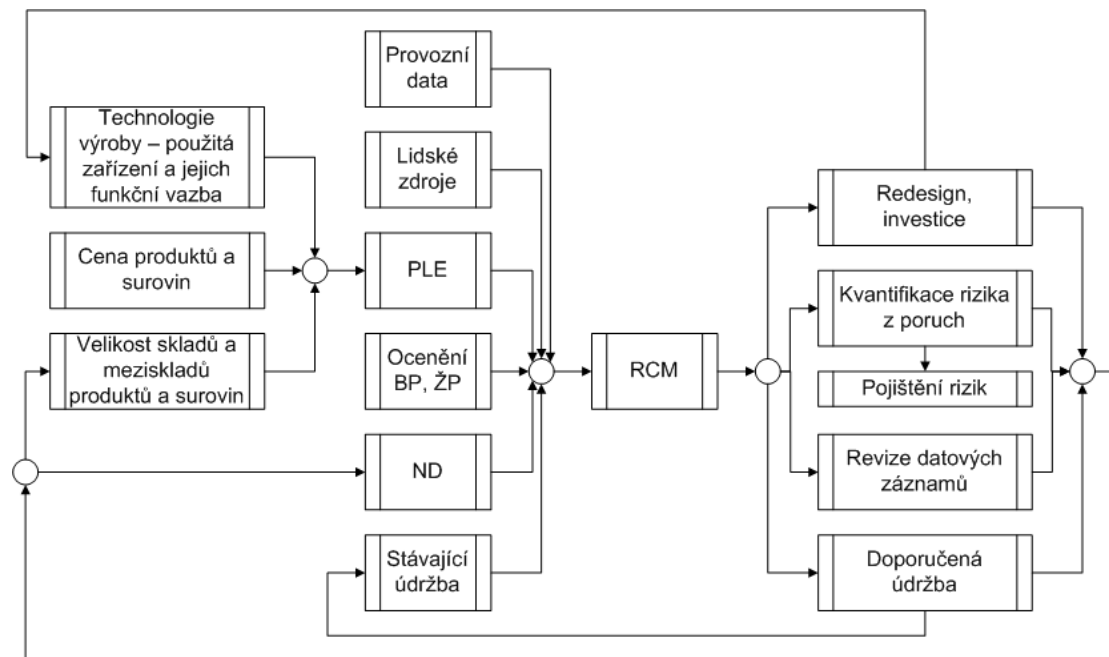 Provozní
data
Technologie
výroby – použitá
zařízení a jejich
funkční vazba
Lidské
zdroje
Redesign,
investice
Cena produktů a
surovin
PLE
Kvantifikace rizika
z poruch
Velikost skladů a
meziskladů
produktů a surovin
Ocenění
BP, ŽP
RCM
Pojištění rizik
ND
Revize datových
záznamů
Stávající
údržba
Doporučená
údržba